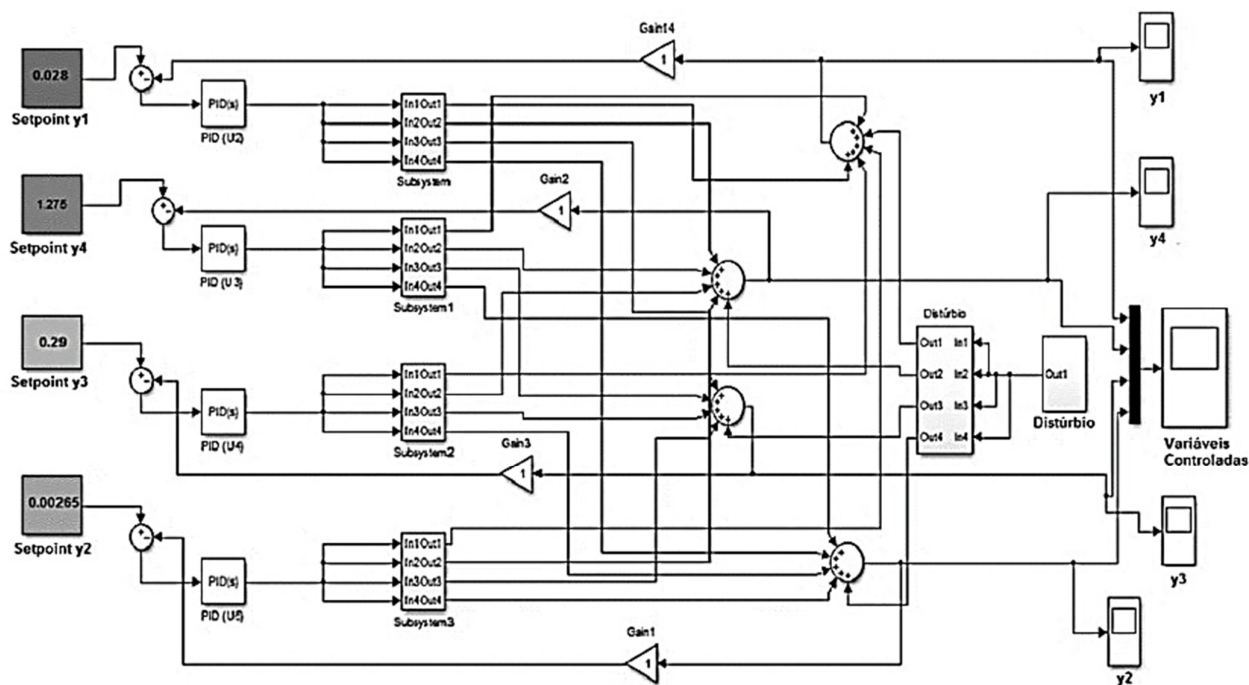 Gain14
1
y1
0.028
Setpoint y1
PID(s)
PID (U2)
In1Out1
In2Out2
In3Out3
In4Out4
Subsystem
Gain2
1
y4
1.275
Setpoint y4
PID(s)
PID (U3)
In1Out1
In2Out2
In3Out3
In4Out4
Subsystem1
Distúrbio
Out1 In1
Out2 In2
Out3 In3
Out4 In4
Out1
Distúrbio
Variáveis
Controladas
0.29
Setpoint y3
PID(s)
PID (U4)
In1Out1
In2Out2
In3Out3
In4Out4
Subsystem2
Gain3
1
y3
0.00265
Setpoint y2
PID(s)
PID (U5)
In1Out1
In2Out2
In3Out3
In4Out4
Subsystem3
Gain1
1
y2